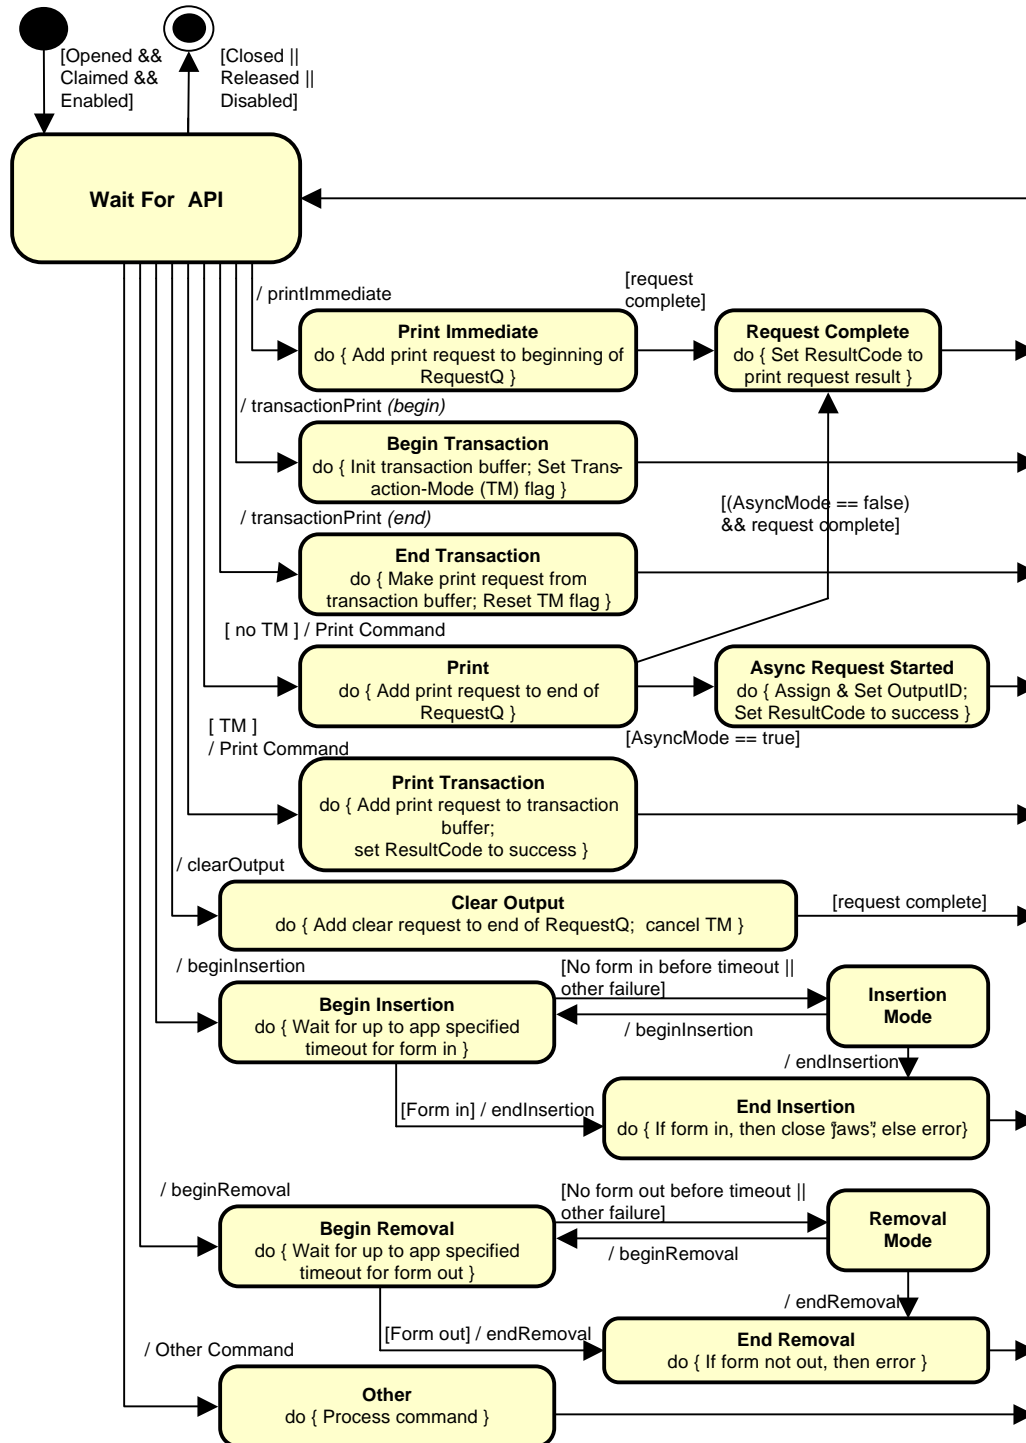 [Opened &&
Claimed &&
Enabled]
[Closed ||
Released ||
Disabled]
Wait For API
/ printImmediate
[request
complete]
Print Immediate
do { Add print request to beginning of
RequestQ }
Request Complete
do { Set ResultCode to
print request result }
/ transactionPrint (begin)
Begin Transaction
do { Init transaction buffer; Set Trans-
action-Mode (TM) flag }
[(AsyncMode == false)
&& request complete]
/ transactionPrint (end)
End Transaction
do { Make print request from
transaction buffer; Reset TM flag }
[ no TM ] / Print Command
Print
do { Add print request to end of
RequestQ }
Async Request Started
do { Assign & Set OutputID;
Set ResultCode to success }
[AsyncMode == true]
[ TM ]
/ Print Command
Print Transaction
do { Add print request to transaction
buffer;
set ResultCode to success }
/ clearOutput
Clear Output
do { Add clear request to end of RequestQ; cancel TM }
[request complete]
/ beginInsertion
[No form in before timeout ||
other failure]
Begin Insertion
do { Wait for up to app specified
timeout for form in }
/ beginInsertion
Insertion
Mode
/ endInsertion
[Form in] / endInsertion
End Insertion
do { If form in, then close "jaws"; else error}
/ beginRemoval
[No form out before timeout ||
other failure]
Begin Removal
do { Wait for up to app specified
timeout for form out }
/ beginRemoval
Removal
Mode
/ endRemoval
[Form out] / endRemoval
End Removal
do { If form not out, then error }
/ Other Command
Other
do { Process command }